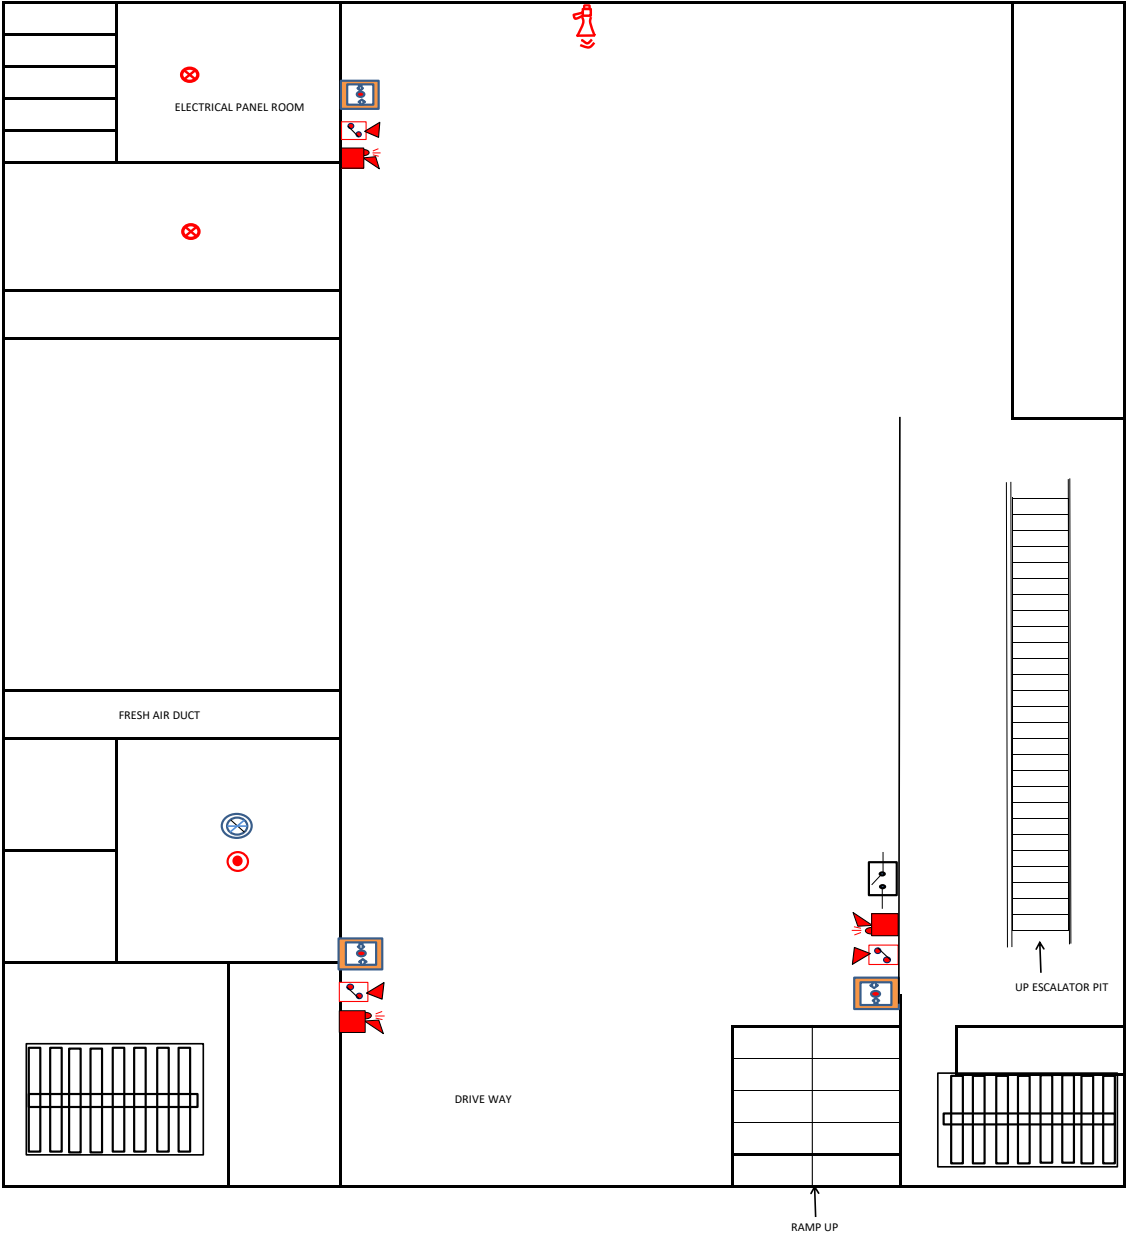 ELECTRICAL PANEL ROOM
FRESH AIR DUCT
UP ESCALATOR PIT
DRIVE WAY
RAMP UP